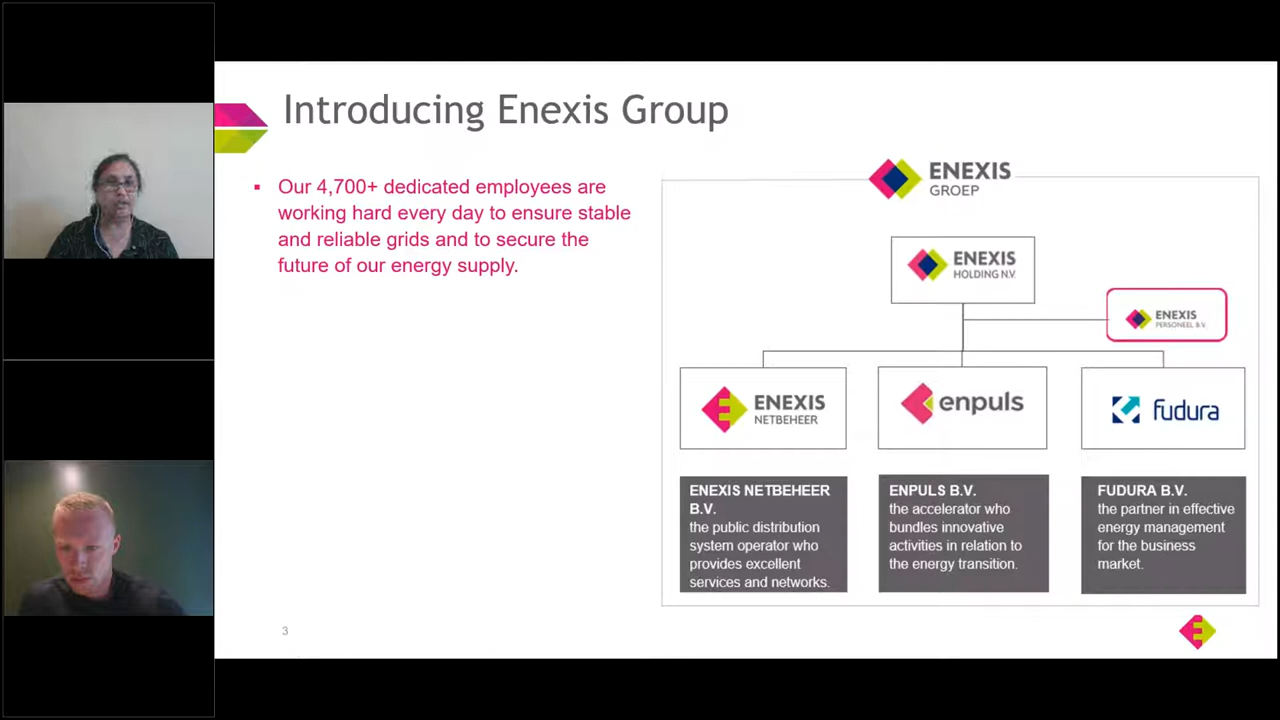 Introducing Enexis Group
▪ Our 4,700+ dedicated employees are
working hard every day to ensure stable
and reliable grids and to secure the
future of our energy supply.
ENEXIS
GROEP
ENEXIS
HOLDING N.V.
ENEXIS
PERSONEEL B.V.
ENEXIS
NETBEHEER
enpuls
fudura
ENEXIS NETBEHEER
B.V.
the public distribution
system operator who
provides excellent
services and networks.
ENPULS B.V.
the accelerator who
bundles innovative
activities in relation to
the energy transition.
FUDURA B.V.
the partner in effective
energy management
for the business
market.
3